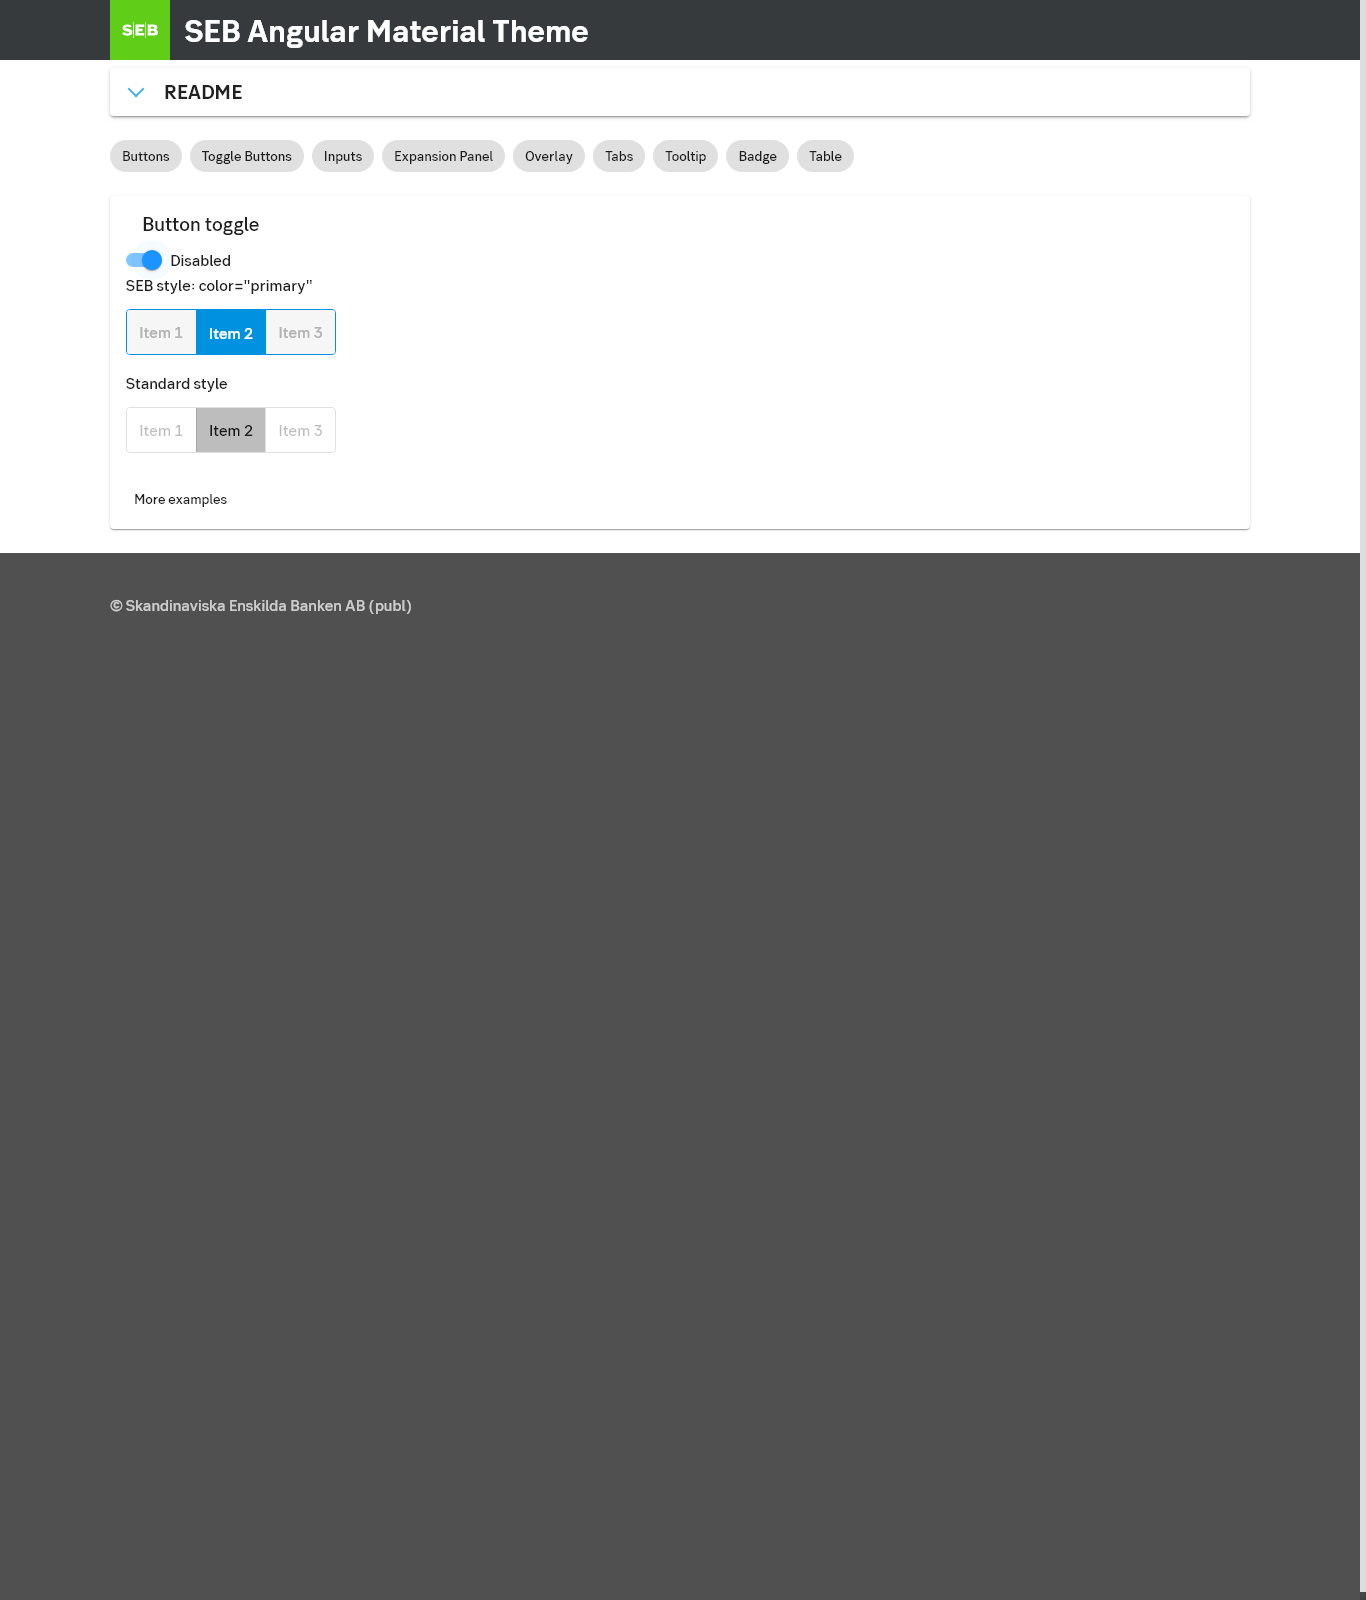 SEB SEB Angular Material Theme
README
Buttons Toggle Buttons Inputs Expansion Panel Overlay Tabs Tooltip Badge Table
Button toggle
Disabled
SEB style: color="primary"
Item 1 Item 2 Item 3
Standard style
Item 1 Item 2 Item 3
More examples
© Skandinaviska Enskilda Banken AB (publ)